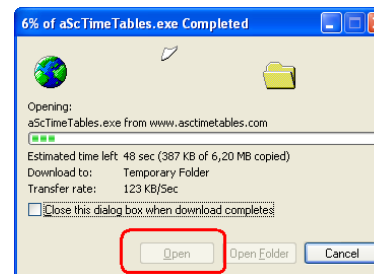 6% of aScTimeTables.exe Completed
Opening:
aScTimeTables.exe from www.asctimetables.com
Estimated time left 48 sec (387 KB of 6,20 MB copied)
Download to: Temporary Folder
Transfer rate: 123 KB/Sec
Close this dialog box when download completes
Open Open Folder Cancel